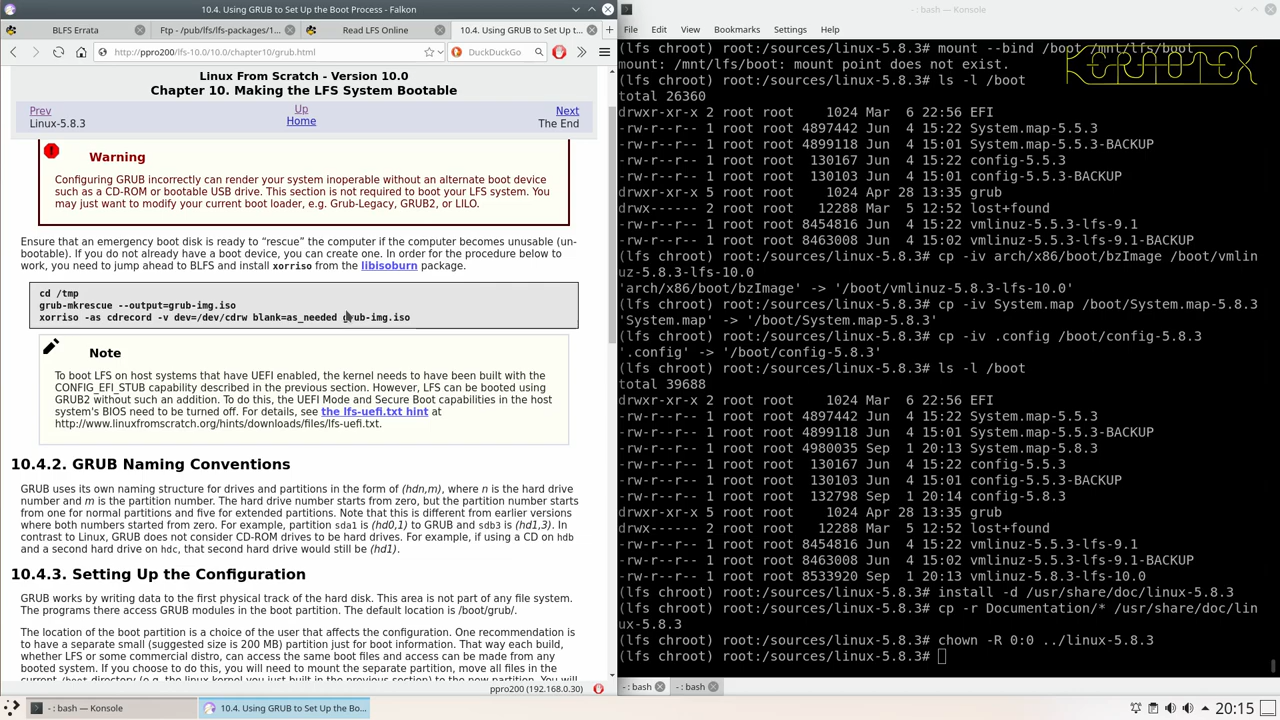 10.4. Using GRUB to Set Up the Boot Process - Falkon
BLFS Errata
Ftp - /pub/lfs/lfs-packages/1...
Read LFS Online
10.4. Using GRUB to Set Up t...
http://ppro200/lfs-10.0/10.0/chapter10/grub.html
DuckDuckGo
Linux From Scratch - Version 10.0
Chapter 10. Making the LFS System Bootable
Prev
Up
Next
Linux-5.8.3
Home
The End
Warning
Configuring GRUB incorrectly can render your system inoperable without an alternate boot device
such as a CD-ROM or bootable USB drive. This section is not required to boot your LFS system. You
may just want to modify your current boot loader, e.g. Grub-Legacy, GRUB2, or LILO.
Ensure that an emergency boot disk is ready to “rescue” the computer if the computer becomes unusable (un-
bootable). If you do not already have a boot device, you can create one. In order for the procedure below to
work, you need to jump ahead to BLFS and install xorriso from the libisoburn package.
cd /tmp
grub-mkrescue --output=grub-img.iso
xorriso -as cdrecord -v dev=/dev/cdrw blank=as_needed grub-img.iso
Note
To boot LFS on host systems that have UEFI enabled, the kernel needs to have been built with the
CONFIG_EFI_STUB capability described in the previous section. However, LFS can be booted using
GRUB2 without such an addition. To do this, the UEFI Mode and Secure Boot capabilities in the host
system's BIOS need to be turned off. For details, see the lfs-uefi.txt hint at
http://www.linuxfromscratch.org/hints/downloads/files/lfs-uefi.txt.
10.4.2. GRUB Naming Conventions
GRUB uses its own naming structure for drives and partitions in the form of (hdn,m), where n is the hard drive
number and m is the partition number. The hard drive number starts from zero, but the partition number starts
from one for normal partitions and five for extended partitions. Note that this is different from earlier versions
where both numbers started from zero. For example, partition sda1 is (hd0,1) to GRUB and sdb3 is (hd1,3). In
contrast to Linux, GRUB does not consider CD-ROM drives to be hard drives. For example, if using a CD on hdb
and a second hard drive on hdc, that second hard drive would still be (hd1).
10.4.3. Setting Up the Configuration
GRUB works by writing data to the first physical track of the hard disk. This area is not part of any file system.
The programs there access GRUB modules in the boot partition. The default location is /boot/grub/.
The location of the boot partition is a choice of the user that affects the configuration. One recommendation is
to have a separate small (suggested size is 200 MB) partition just for boot information. That way each build,
whether LFS or some commercial distro, can access the same boot files and access can be made from any
booted system. If you choose to do this, you will need to mount the separate partition, move all files in the
ppro200 (192.168.0.30)
- : bash — Konsole
File Edit View Bookmarks Settings Help
(lfs chroot) root:/sources/linux-5.8.3# mount --bind /boot /mnt/lfs/boot
mount: /mnt/lfs/boot: mount point does not exist.
(lfs chroot) root:/sources/linux-5.8.3# ls -l /boot
total 26360
drwxr-xr-x 2 root root    1024 Mar  6 22:56 EFI
-rw-r--r-- 1 root root 4897442 Jun  4 15:22 System.map-5.5.3
-rw-r--r-- 1 root root 4899118 Jun  4 15:01 System.map-5.5.3-BACKUP
-rw-r--r-- 1 root root  130167 Jun  4 15:22 config-5.5.3
-rw-r--r-- 1 root root  130103 Jun  4 15:01 config-5.5.3-BACKUP
drwxr-xr-x 5 root root    1024 Apr 28 13:35 grub
drwx------ 2 root root   12288 Mar  5 12:52 lost+found
-rw-r--r-- 1 root root 8454816 Jun  4 15:22 vmlinuz-5.5.3-lfs-9.1
-rw-r--r-- 1 root root 8463008 Jun  4 15:02 vmlinuz-5.5.3-lfs-9.1-BACKUP
(lfs chroot) root:/sources/linux-5.8.3# cp -iv arch/x86/boot/bzImage /boot/vmlin
uz-5.8.3-lfs-10.0
'arch/x86/boot/bzImage' -> '/boot/vmlinuz-5.8.3-lfs-10.0'
(lfs chroot) root:/sources/linux-5.8.3# cp -iv System.map /boot/System.map-5.8.3
'System.map' -> '/boot/System.map-5.8.3'
(lfs chroot) root:/sources/linux-5.8.3# cp -iv .config /boot/config-5.8.3
'.config' -> '/boot/config-5.8.3'
(lfs chroot) root:/sources/linux-5.8.3# ls -l /boot
total 39688
drwxr-xr-x 2 root root    1024 Mar  6 22:56 EFI
-rw-r--r-- 1 root root 4897442 Jun  4 15:22 System.map-5.5.3
-rw-r--r-- 1 root root 4899118 Jun  4 15:01 System.map-5.5.3-BACKUP
-rw-r--r-- 1 root root 4980035 Sep  1 20:13 System.map-5.8.3
-rw-r--r-- 1 root root  130167 Jun  4 15:22 config-5.5.3
-rw-r--r-- 1 root root  130103 Jun  4 15:01 config-5.5.3-BACKUP
-rw-r--r-- 1 root root  132798 Sep  1 20:14 config-5.8.3
drwxr-xr-x 5 root root    1024 Apr 28 13:35 grub
drwx------ 2 root root   12288 Mar  5 12:52 lost+found
-rw-r--r-- 1 root root 8454816 Jun  4 15:22 vmlinuz-5.5.3-lfs-9.1
-rw-r--r-- 1 root root 8463008 Jun  4 15:02 vmlinuz-5.5.3-lfs-9.1-BACKUP
-rw-r--r-- 1 root root 8533920 Sep  1 20:13 vmlinuz-5.8.3-lfs-10.0
(lfs chroot) root:/sources/linux-5.8.3# install -d /usr/share/doc/linux-5.8.3
(lfs chroot) root:/sources/linux-5.8.3# cp -r Documentation/* /usr/share/doc/lin
ux-5.8.3
(lfs chroot) root:/sources/linux-5.8.3# chown -R 0:0 ../linux-5.8.3
(lfs chroot) root:/sources/linux-5.8.3#
- : bash
- : bash
- : bash — Konsole
10.4. Using GRUB to Set Up the Bo...
20:15